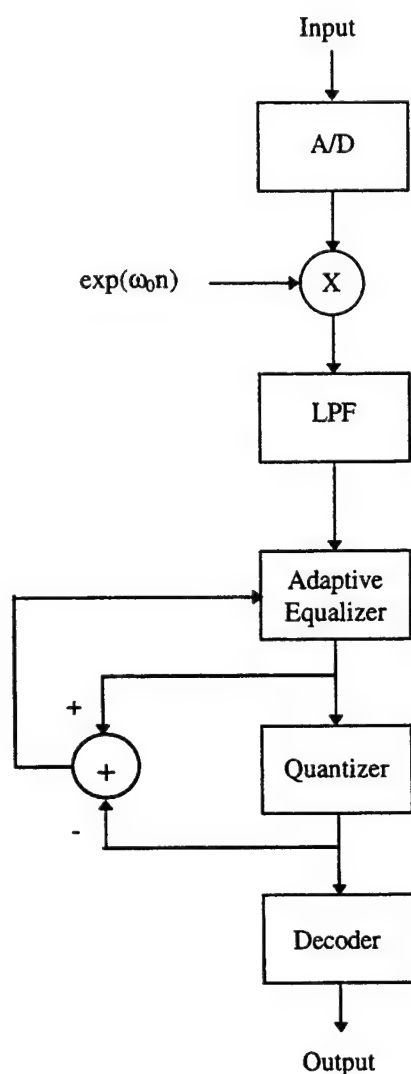 Input
A/D
exp(ω₀n)
X
LPF
Adaptive
Equalizer
+
+
Quantizer
-
Decoder
Output